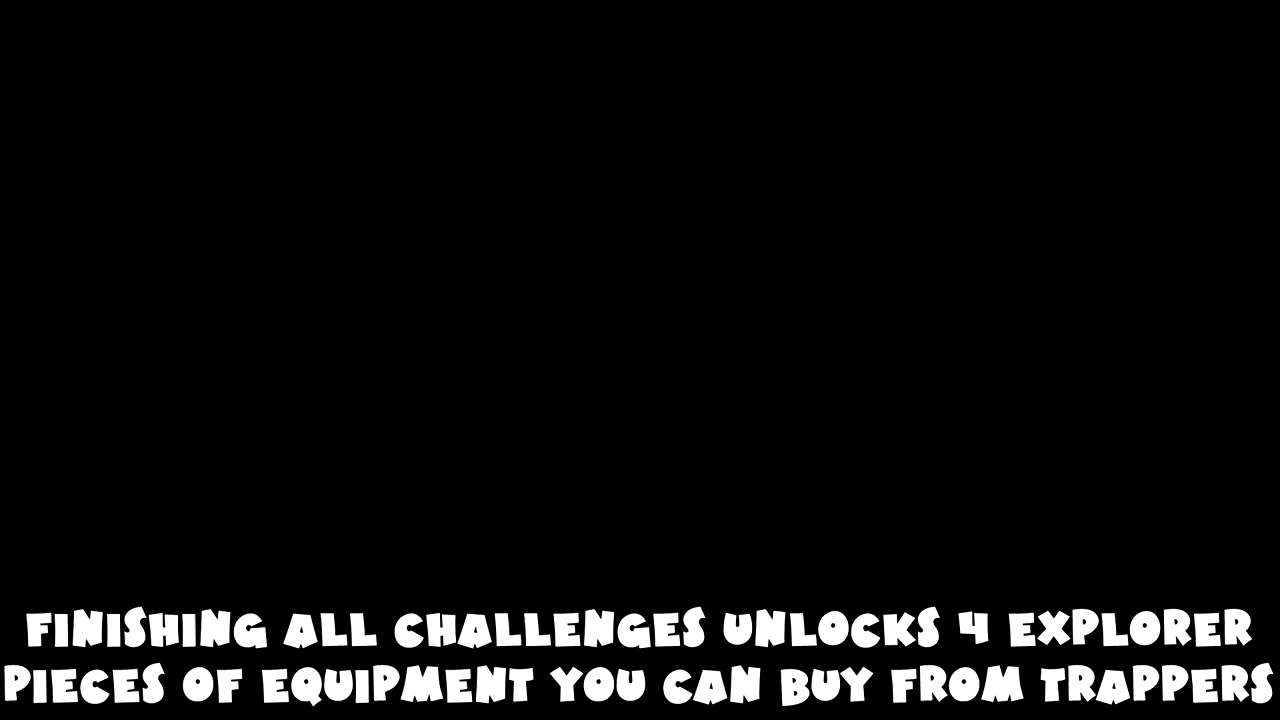 FINISHING ALL CHALLENGES UNLOCKS 4 EXPLORER
PIECES OF EQUIPMENT YOU CAN BUY FROM TRAPPERS